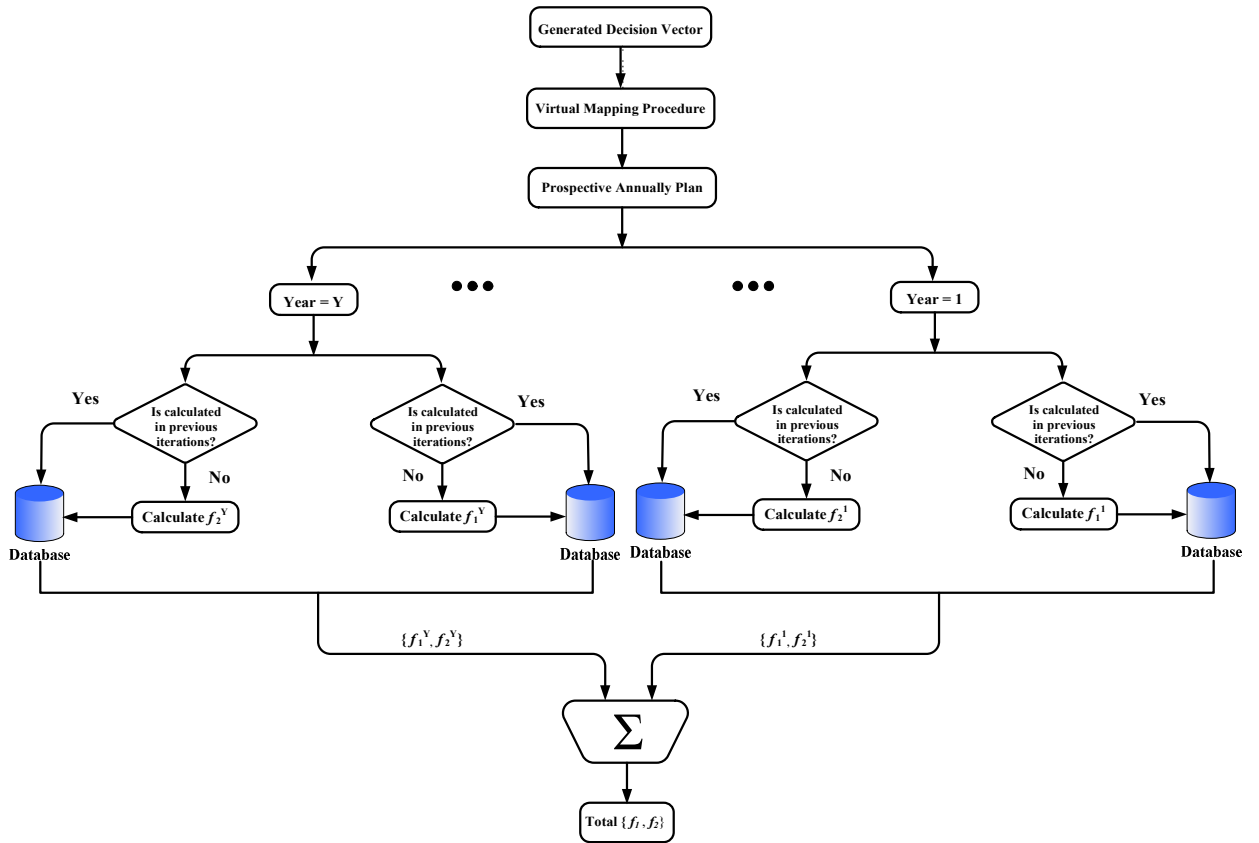 Generated Decision Vector
Virtual Mapping Procedure
Prospective Annually Plan
Year = Y
•••
•••
Year = 1
Yes
Is calculated
in previous
iterations?
No
Calculate f₂ʸ
Database
Is calculated
in previous
iterations?
Yes
No
Calculate f₁ʸ
Database
Yes
Is calculated
in previous
iterations?
No
Calculate f₂¹
Database
Is calculated
in previous
iterations?
Yes
No
Calculate f₁¹
Database
{f₁ʸ, f₂ʸ}
{f₁¹, f₂¹}
Σ
Total {f₁, f₂}